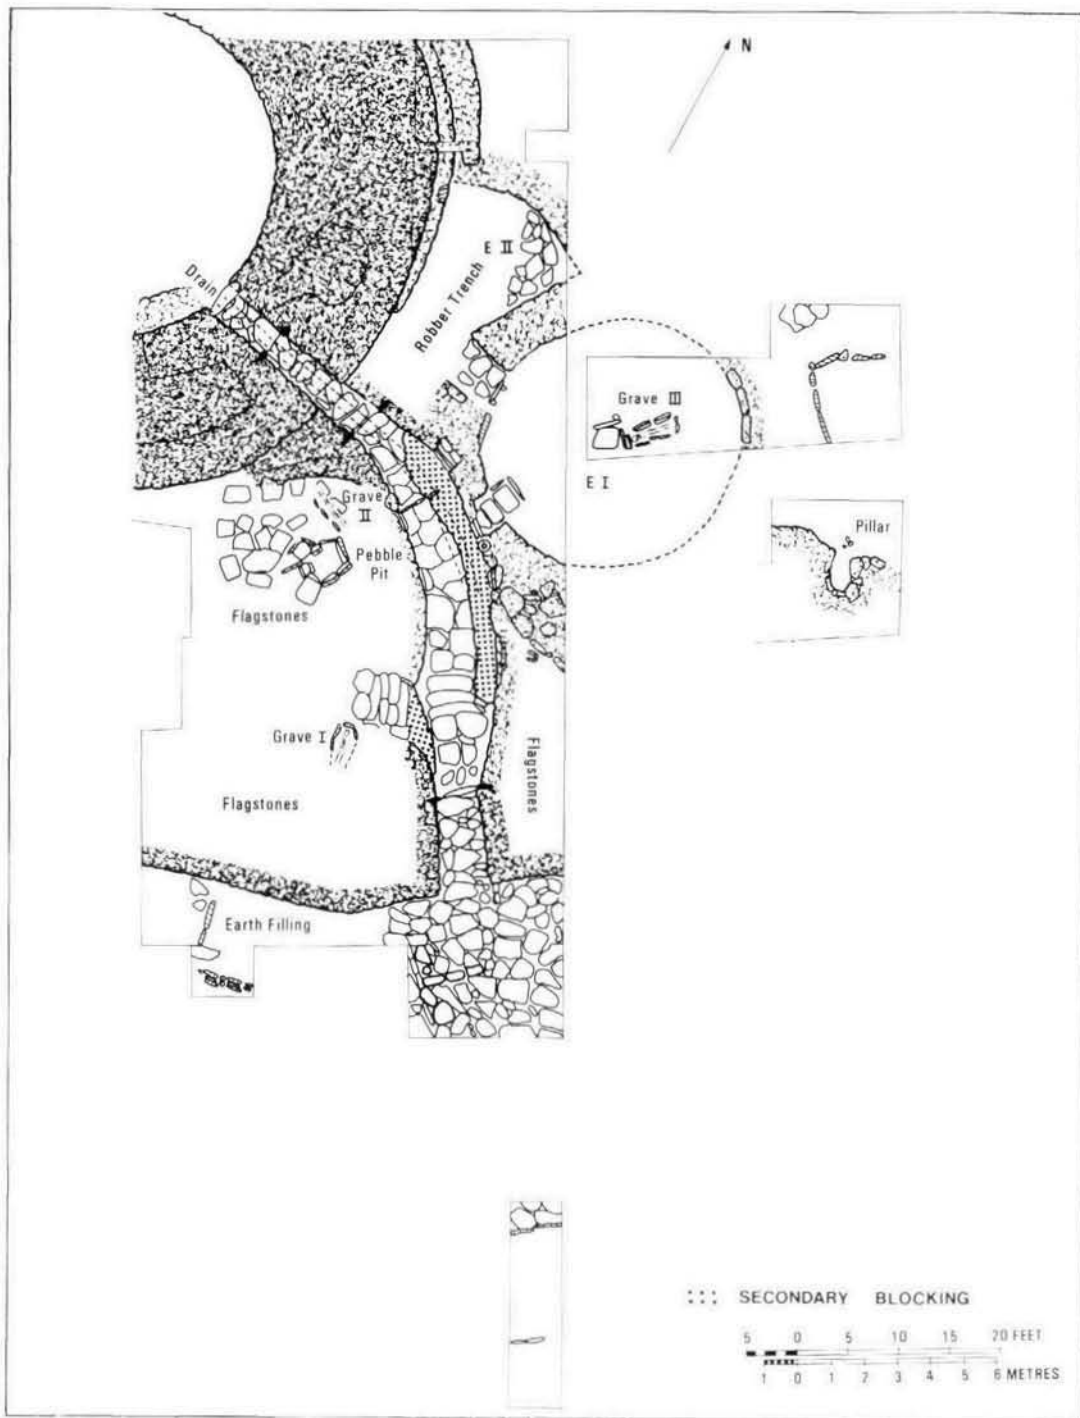 N
E II
Robber Trench
Drain
Grave III
E I
Grave
II
Pebble
Pit
Pillar
Flagstones
Grave I
Flagstones
Flagstones
Earth Filling
SECONDARY BLOCKING
5 0 5 10 15 20 FEET
1 0 1 2 3 4 5 6 METRES